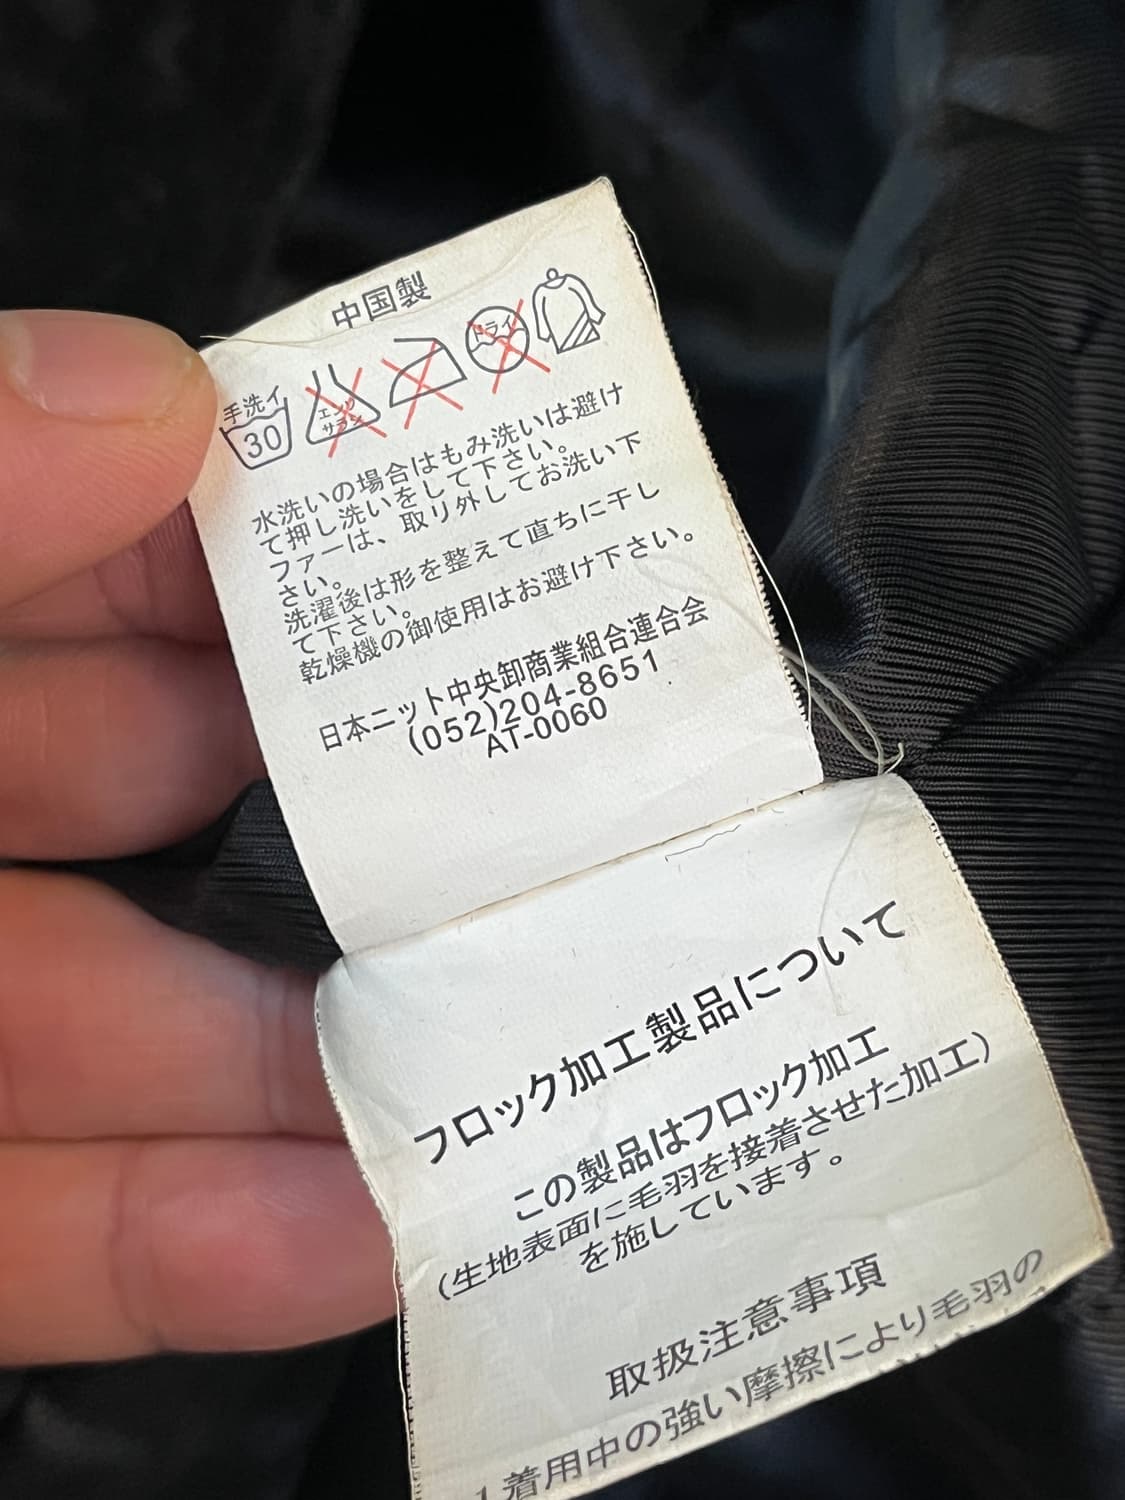 中国製
手洗イ
30
エンソ
サラシ
ドライ
水洗いの場合はもみ洗いは避け
て押し洗いをして下さい。
ファーは、取り外してお洗い下
さい。
洗濯後は形を整えて直ちに干し
て下さい。
乾燥機の御使用はお避け下さい。
日本ニット中央卸商業組合連合会
(052)204-8651
AT-0060
フロック加工製品について
この製品はフロック加工
(生地表面に毛羽を接着させた加工)
を施しています。
取扱注意事項
1着用中の強い摩擦により毛羽の